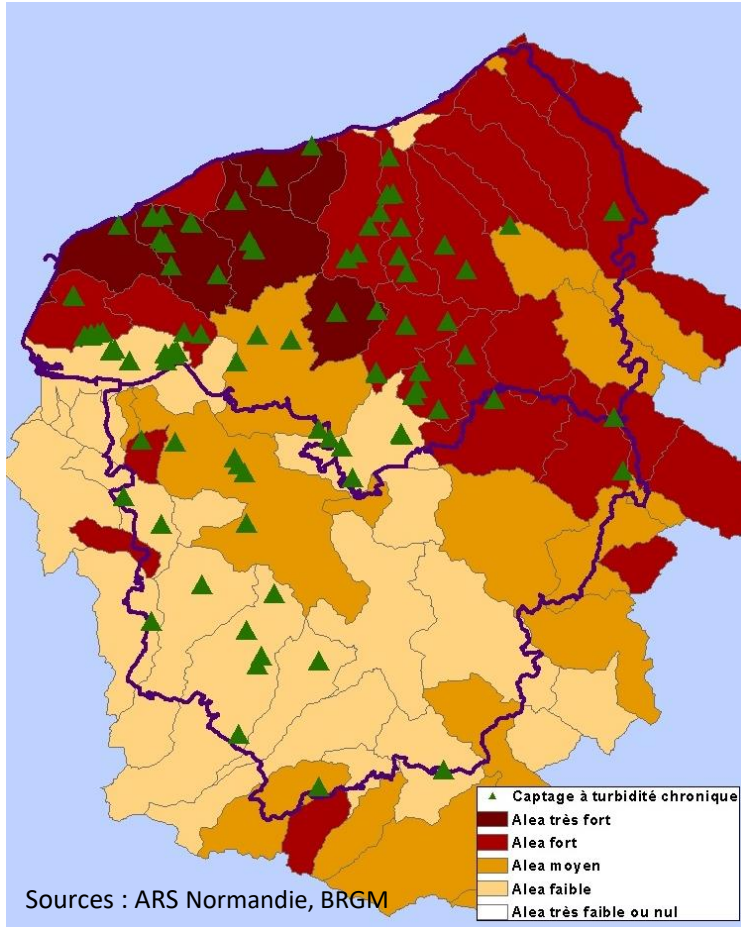 Captage à turbidité chronique
Alea très fort
Alea fort
Alea moyen
Alea faible
Alea très faible ou nul
Sources : ARS Normandie, BRGM